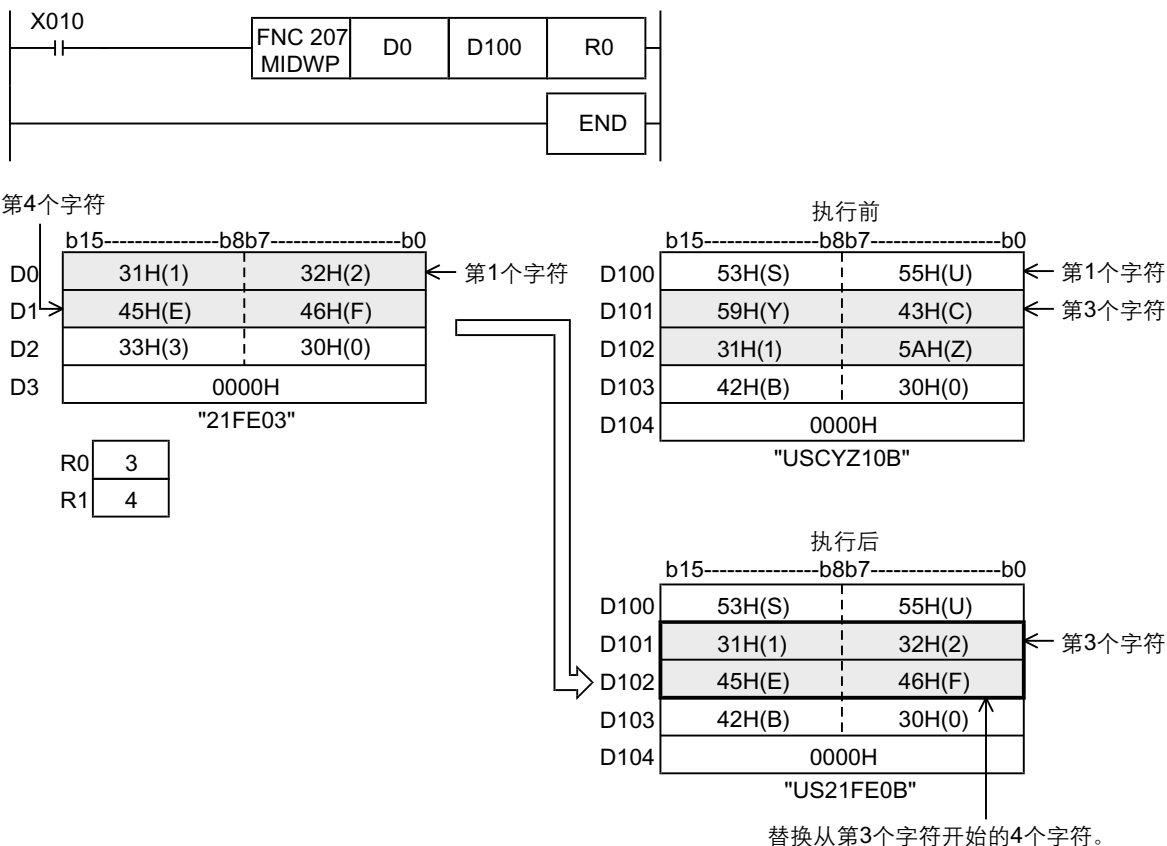 X010
FNC 207 MIDWP D0 D100 R0
END
第4个字符
b15---------------b8b7-----------------b0
D0 31H(1) 32H(2) 第1个字符
D1 45H(E) 46H(F)
D2 33H(3) 30H(0)
D3 0000H
"21FE03"
R0 3
R1 4
执行前
b15---------------b8b7-----------------b0
D100 53H(S) 55H(U) 第1个字符
D101 59H(Y) 43H(C) 第3个字符
D102 31H(1) 5AH(Z)
D103 42H(B) 30H(0)
D104 0000H
"USCYZ10B"
执行后
b15---------------b8b7-----------------b0
D100 53H(S) 55H(U)
D101 31H(1) 32H(2) 第3个字符
D102 45H(E) 46H(F)
D103 42H(B) 30H(0)
D104 0000H
"US21FE0B"
替换从第3个字符开始的4个字符。